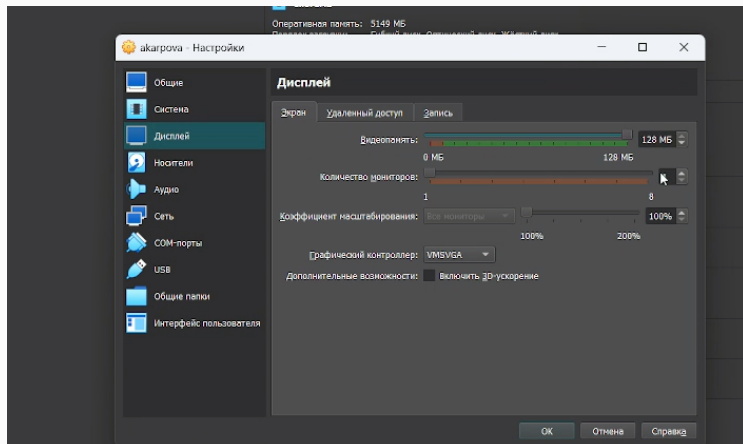 Оперативная память: 5149 МБ
akarpova - Настройки
Общие
Система
Дисплей
Носители
Аудио
Сеть
COM-порты
USB
Общие папки
Интерфейс пользователя
Дисплей
Экран Удаленный доступ Запись
Видеопамять: 128 МБ
0 МБ 128 МБ
Количество мониторов:
1 8
Коэффициент масштабирования: Все мониторы 100%
100% 200%
Графический контроллер: VMSVGA
Дополнительные возможности: Включить 3D-ускорение
ОК Отмена Справка